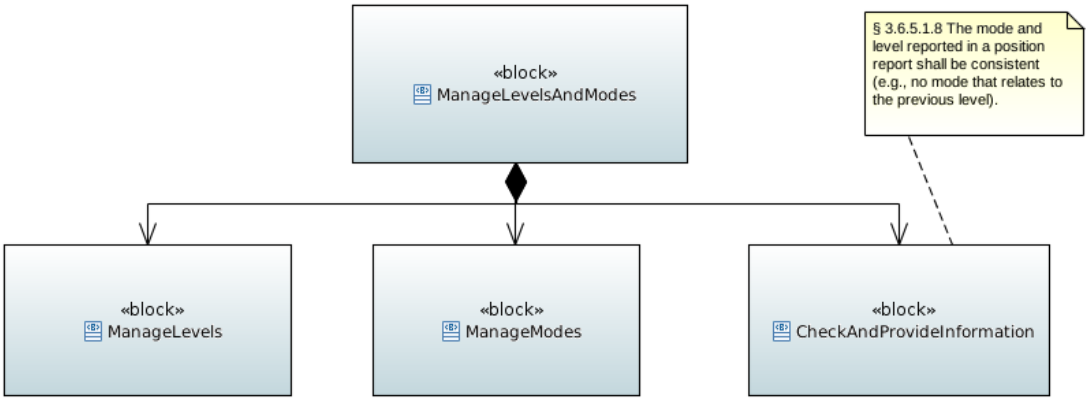 «block»
ManageLevelsAndModes
§ 3.6.5.1.8 The mode and
level reported in a position
report shall be consistent
(e.g., no mode that relates to
the previous level).
«block»
ManageLevels
«block»
ManageModes
«block»
CheckAndProvideInformation